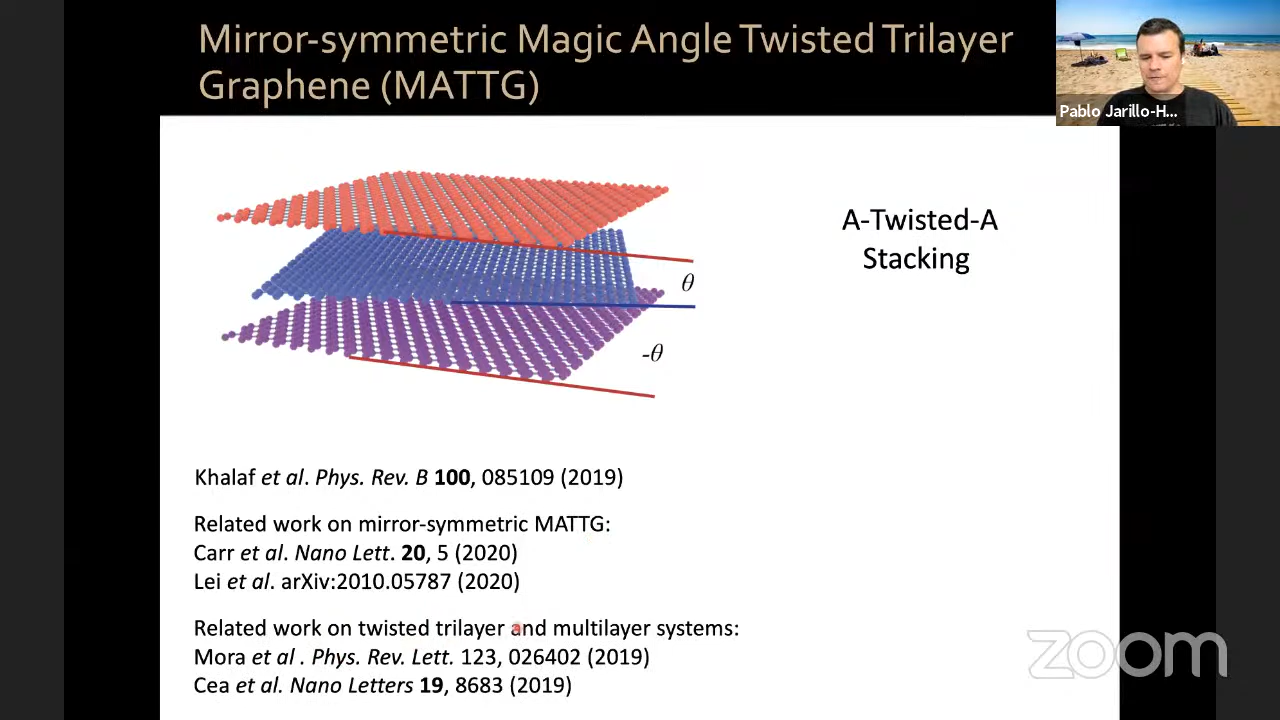 Mirror-symmetric Magic Angle Twisted Trilayer
Graphene (MATTG)
Pablo Jarillo-H...
A-Twisted-A
Stacking
θ
-θ
Khalaf et al. Phys. Rev. B 100, 085109 (2019)
Related work on mirror-symmetric MATTG:
Carr et al. Nano Lett. 20, 5 (2020)
Lei et al. arXiv:2010.05787 (2020)
Related work on twisted trilayer and multilayer systems:
Mora et al . Phys. Rev. Lett. 123, 026402 (2019)
Cea et al. Nano Letters 19, 8683 (2019)
zoom